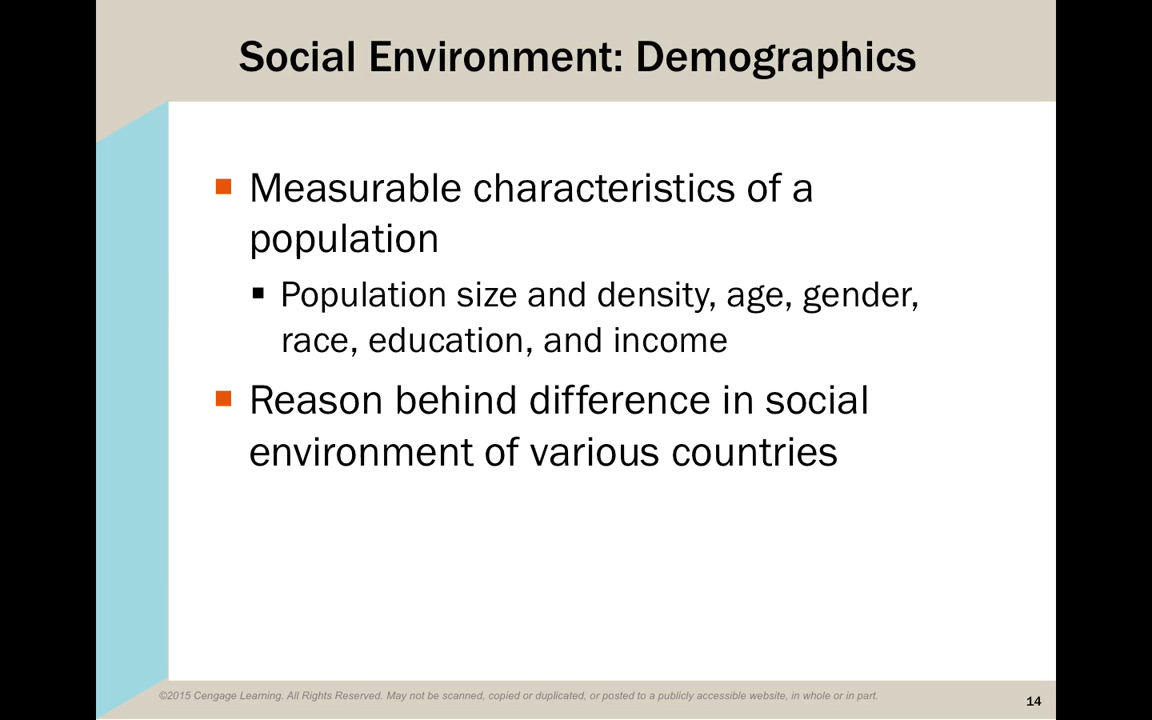 Social Environment: Demographics
Measurable characteristics of a
population
Population size and density, age, gender,
race, education, and income
Reason behind difference in social
environment of various countries
©2015 Cengage Learning. All Rights Reserved. May not be scanned, copied or duplicated, or posted to a publicly accessible website, in whole or in part.
14